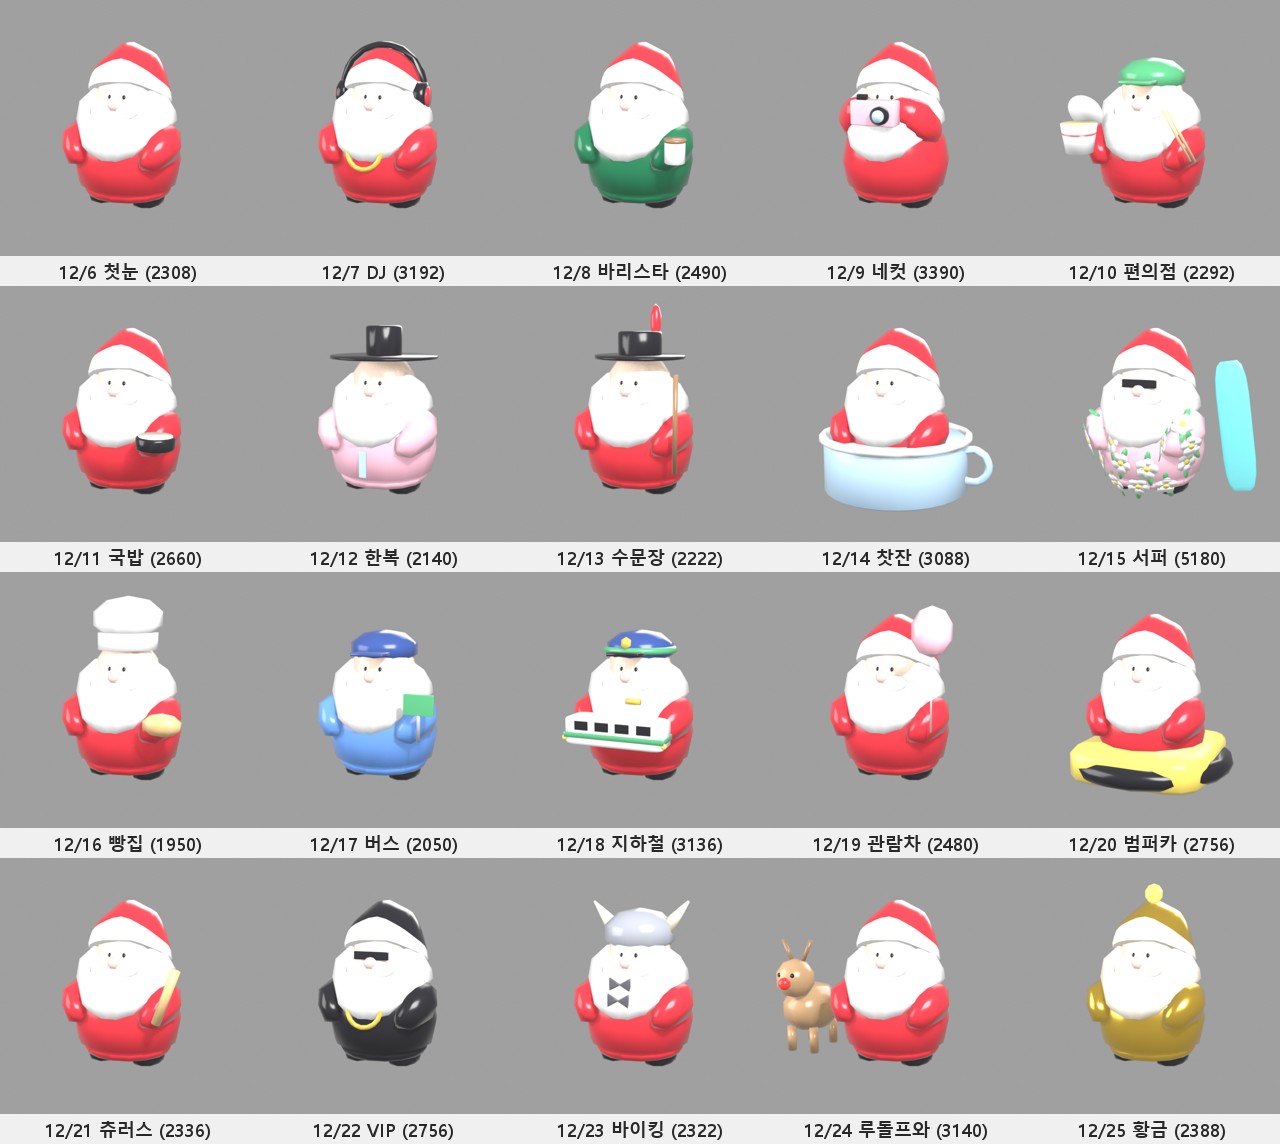 12/6 첫눈 (2308)
12/7 DJ (3192)
12/8 바리스타 (2490)
12/9 네컷 (3390)
12/10 편의점 (2292)
12/11 국밥 (2660)
12/12 한복 (2140)
12/13 수문장 (2222)
12/14 찻잔 (3088)
12/15 서퍼 (5180)
12/16 빵집 (1950)
12/17 버스 (2050)
12/18 지하철 (3136)
12/19 관람차 (2480)
12/20 범퍼카 (2756)
12/21 츄러스 (2336)
12/22 VIP (2756)
12/23 바이킹 (2322)
12/24 루돌프와 (3140)
12/25 황금 (2388)